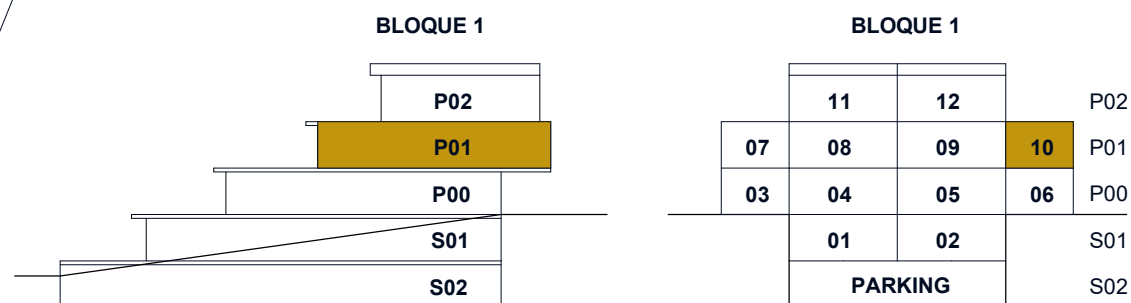 BLOQUE 1
P02
P01
P00
S01
S02
BLOQUE 1
11 12 P02
07 08 09 10 P01
03 04 05 06 P00
01 02 S01
PARKING S02